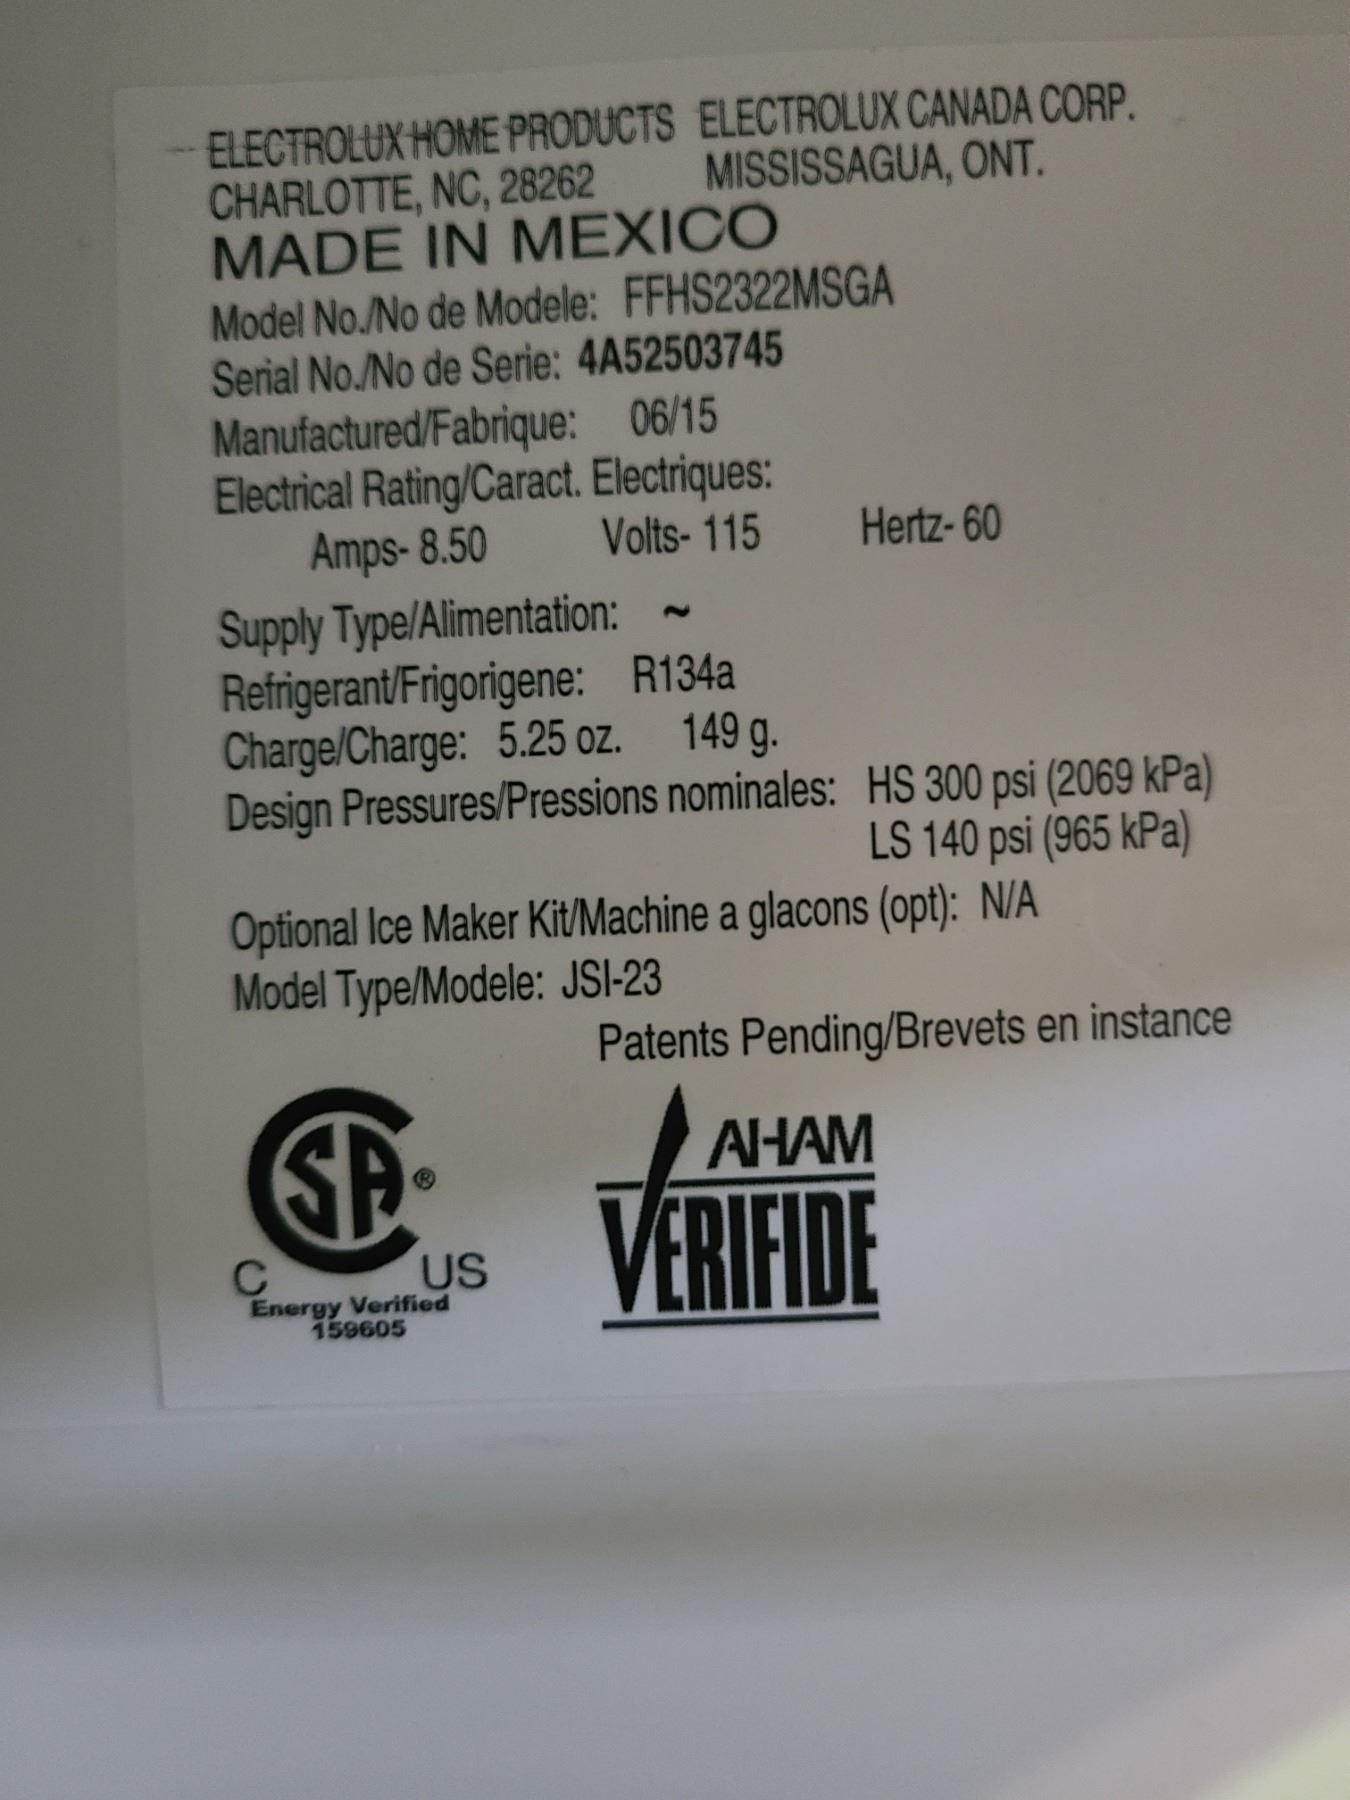 ELECTROLUX HOME PRODUCTS ELECTROLUX CANADA CORP.
CHARLOTTE, NC, 28262 MISSISSAGUA, ONT.
MADE IN MEXICO
Model No./No de Modele: FFHS2322MSGA
Serial No./No de Serie: 4A52503745
Manufactured/Fabrique: 06/15
Electrical Rating/Caract. Electriques:
Amps- 8.50 Volts- 115 Hertz- 60
Supply Type/Alimentation: ~
Refrigerant/Frigorigene: R134a
Charge/Charge: 5.25 oz. 149 g.
Design Pressures/Pressions nominales: HS 300 psi (2069 kPa)
LS 140 psi (965 kPa)
Optional Ice Maker Kit/Machine a glacons (opt): N/A
Model Type/Modele: JSI-23
Patents Pending/Brevets en instance
CSA®
C US
Energy Verified
159605
AHAM
VERIFIDE